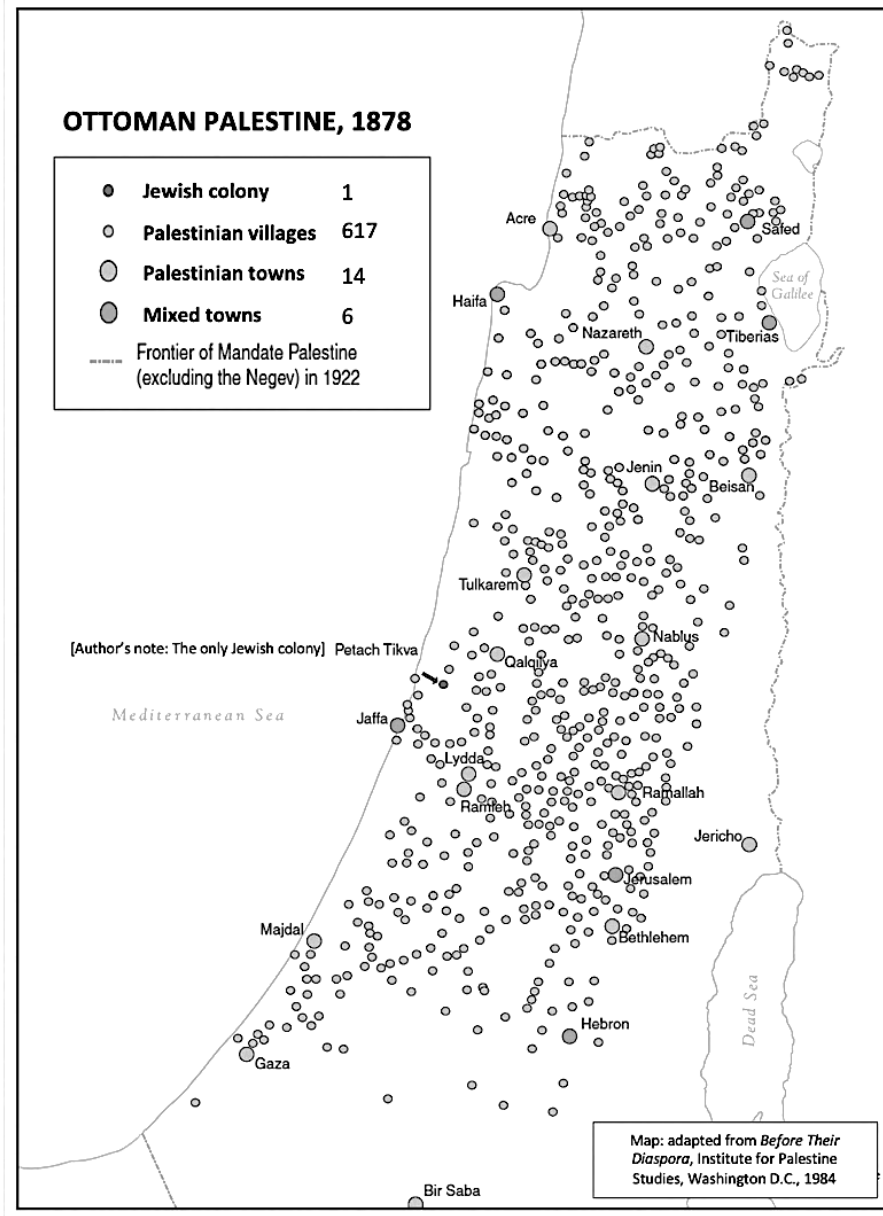 OTTOMAN PALESTINE, 1878
Jewish colony 1
Palestinian villages 617
Palestinian towns 14
Mixed towns 6
Frontier of Mandate Palestine
(excluding the Negev) in 1922
Acre
Safed
Sea of
Galilee
Haifa
Nazareth
Tiberias
Jenin
Beisan
Tulkarem
[Author's note: The only Jewish colony] Petach Tikva
Nablus
Qalqilya
Mediterranean Sea
Jaffa
Lydda
Ramleh
Ramallah
Jericho
Jerusalem
Majdal
Bethlehem
Dead Sea
Hebron
Gaza
Map: adapted from Before Their
Diaspora, Institute for Palestine
Studies, Washington D.C., 1984
Bir Saba